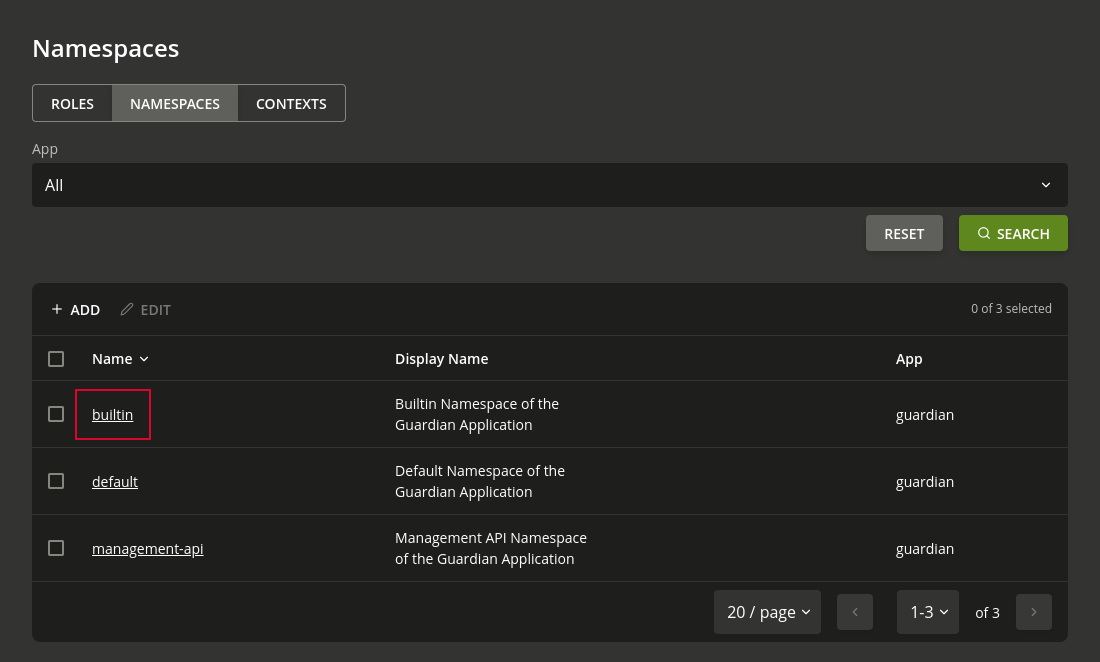 Namespaces
ROLES NAMESPACES CONTEXTS
App
All
RESET SEARCH
ADD EDIT 0 of 3 selected
Name Display Name App
builtin Builtin Namespace of the Guardian Application guardian
default Default Namespace of the Guardian Application guardian
management-api Management API Namespace of the Guardian Application guardian
20 / page 1-3 of 3